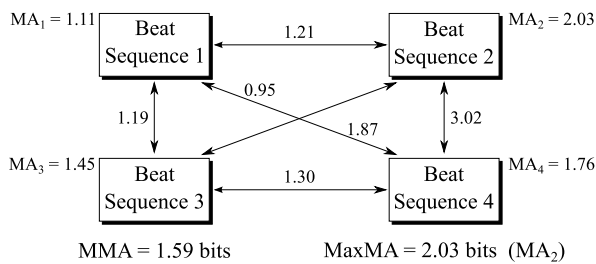 MA1 = 1.11
Beat
Sequence 1
1.21
Beat
Sequence 2
MA2 = 2.03
0.95
1.19
1.87
3.02
MA3 = 1.45
Beat
Sequence 3
1.30
Beat
Sequence 4
MA4 = 1.76
MMA = 1.59 bits
MaxMA = 2.03 bits (MA2)